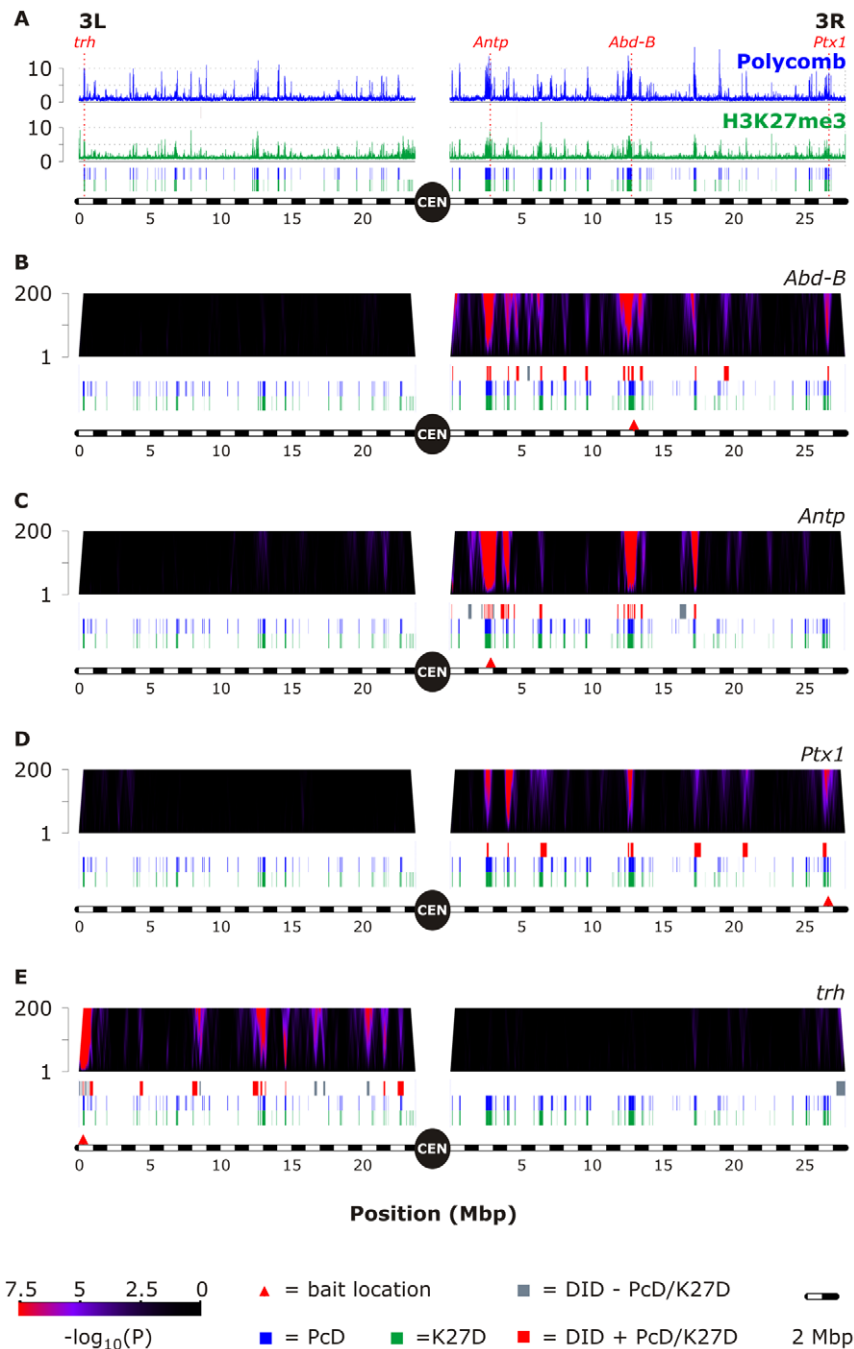 A
3L
3R
trh
Antp
Abd-B
Ptx1
Polycomb
10
0
H3K27me3
10
0
CEN
0 5 10 15 20 0 5 10 15 20 25
B
Abd-B
200
1
CEN
0 5 10 15 20 0 5 10 15 20 25
C
Antp
200
1
CEN
0 5 10 15 20 0 5 10 15 20 25
D
Ptx1
200
1
CEN
0 5 10 15 20 0 5 10 15 20 25
E
trh
200
1
CEN
0 5 10 15 20 0 5 10 15 20 25
Position (Mbp)
7.5 5 2.5 0
-log10(P)
= bait location
= DID - PcD/K27D
= PcD
=K27D
= DID + PcD/K27D
2 Mbp